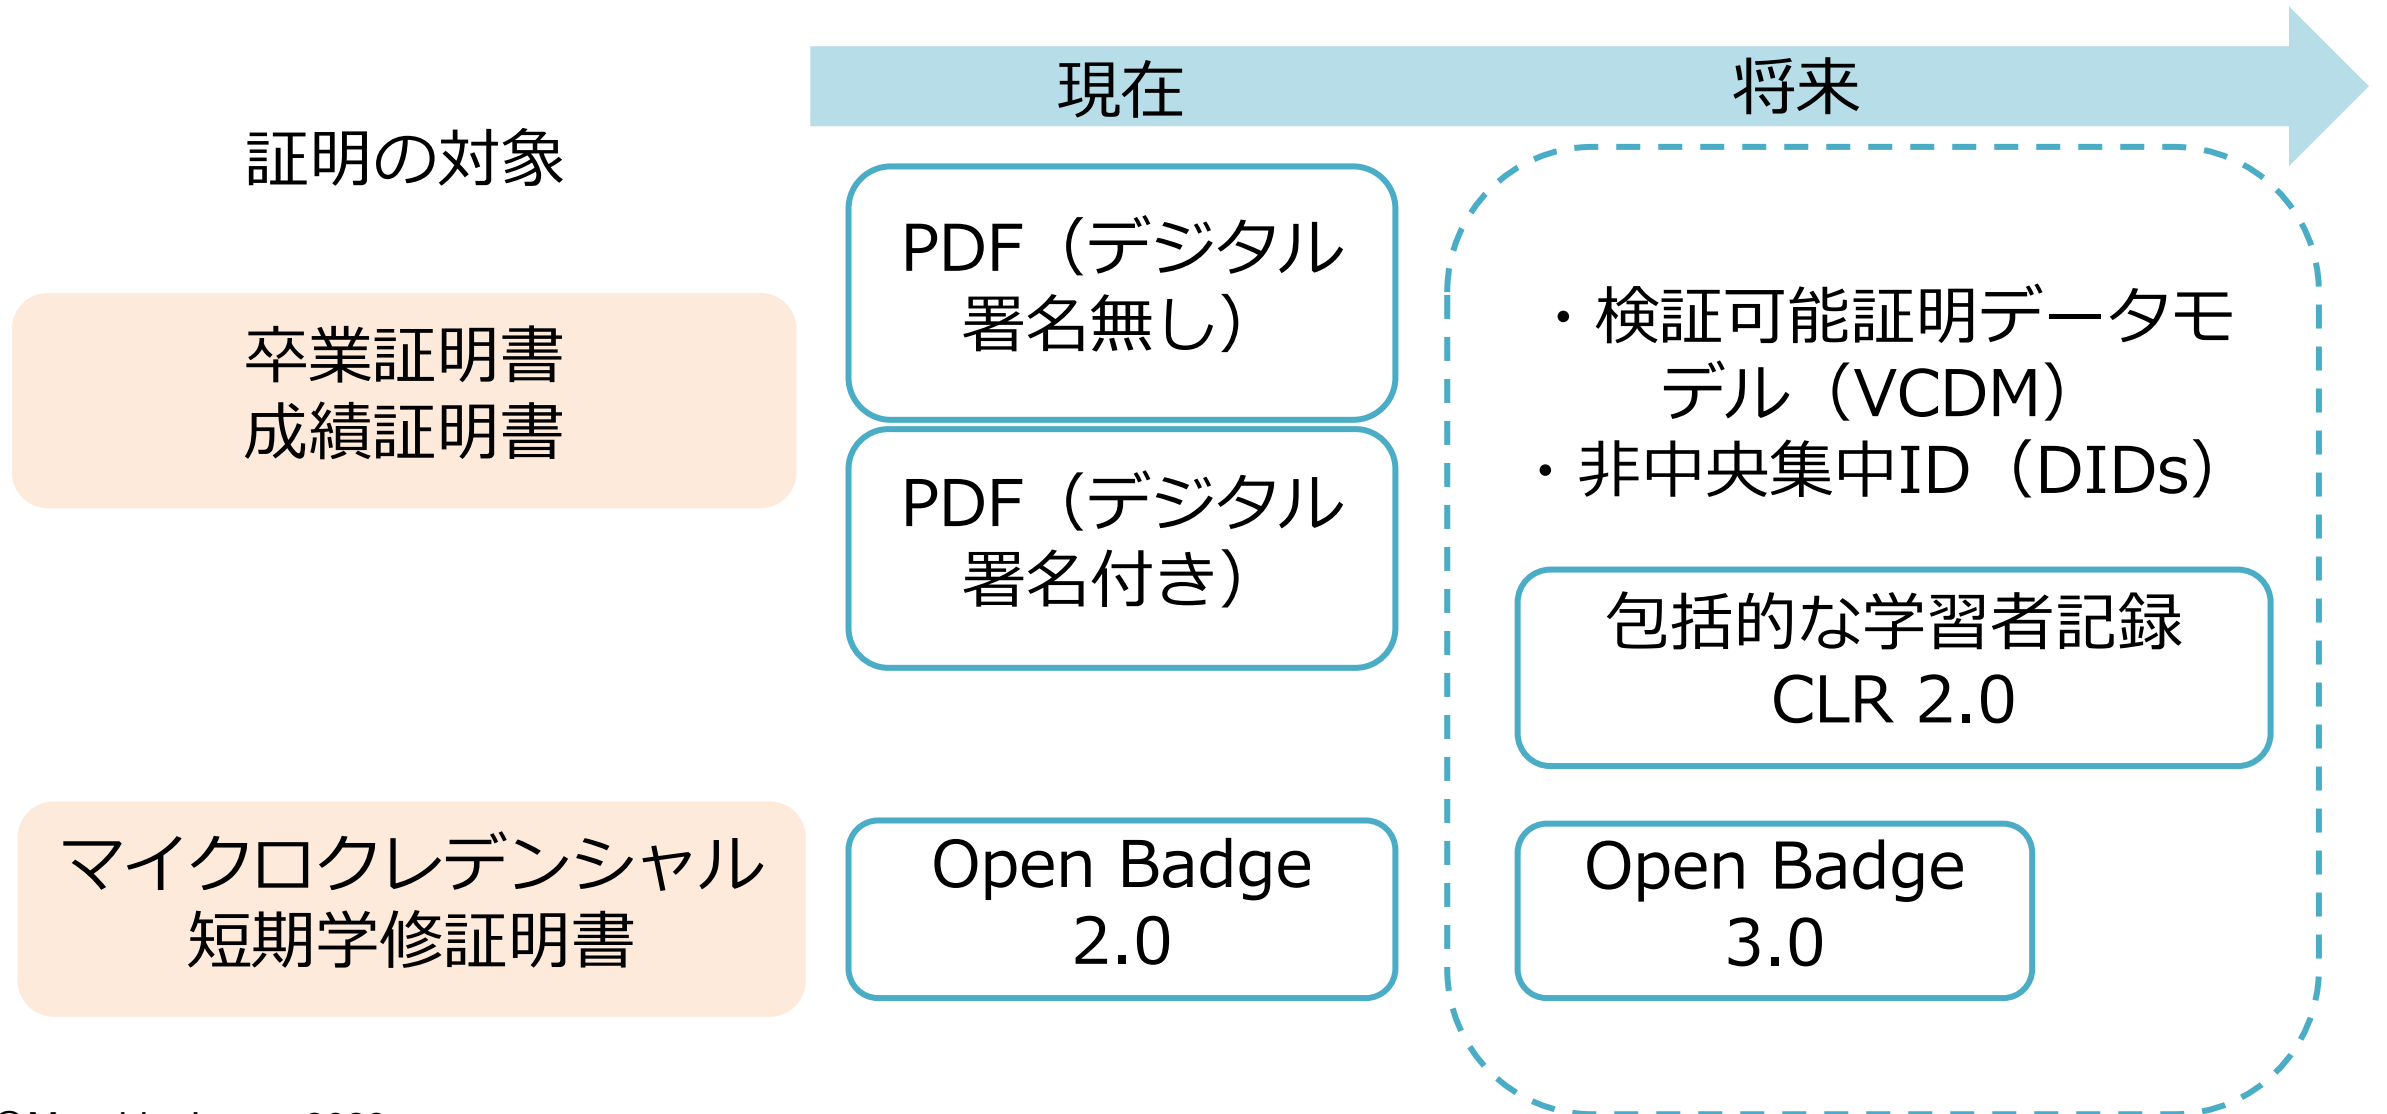 現在
将来
証明の対象
PDF（デジタル
署名無し）
卒業証明書
成績証明書
PDF（デジタル
署名付き）
・検証可能証明データモ
デル（VCDM）
・非中央集中ID（DIDs）
包括的な学習者記録
CLR 2.0
マイクロクレデンシャル
短期学修証明書
Open Badge
2.0
Open Badge
3.0